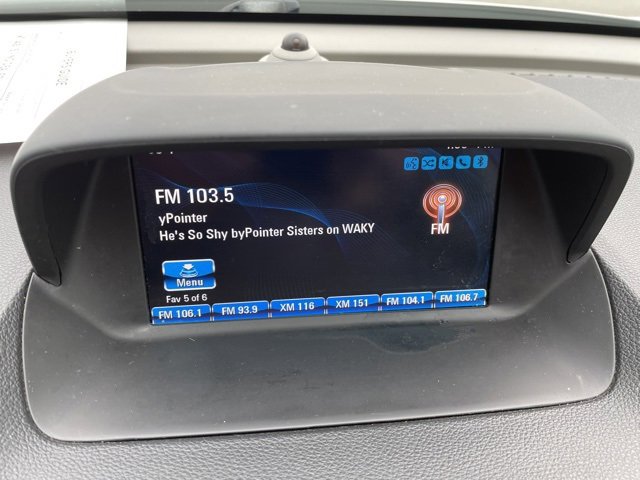 FM 103.5
yPointer
He's So Shy byPointer Sisters on WAKY
FM
Menu
Fav 5 of 6
FM 106.1 FM 93.9 XM 116 XM 151 FM 104.1 FM 106.7